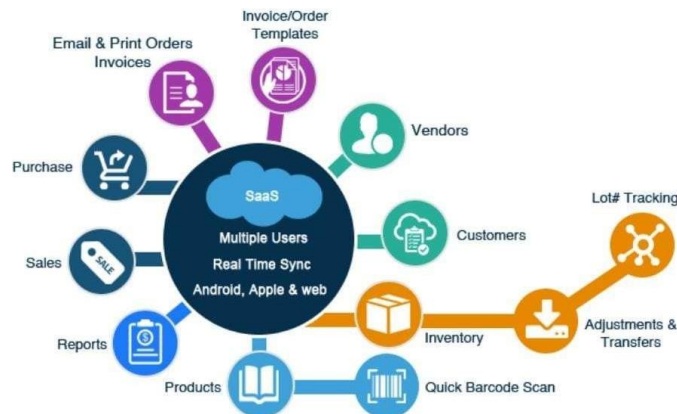 Invoice/Order
Templates
Email & Print Orders
Invoices
Vendors
Purchase
SaaS
Lot# Tracking
Multiple Users
Customers
Real Time Sync
Sales
SALE
Android, Apple & web
Inventory
Adjustments &
Transfers
Reports
$
Products
Quick Barcode Scan